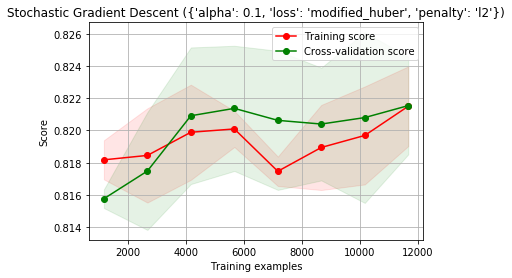 Stochastic Gradient Descent ({'alpha': 0.1, 'loss': 'modified_huber', 'penalty': 'l2'})
Training score
Cross-validation score
0.826
0.824
0.822
0.820
0.818
0.816
0.814
Score
2000 4000 6000 8000 10000 12000
Training examples